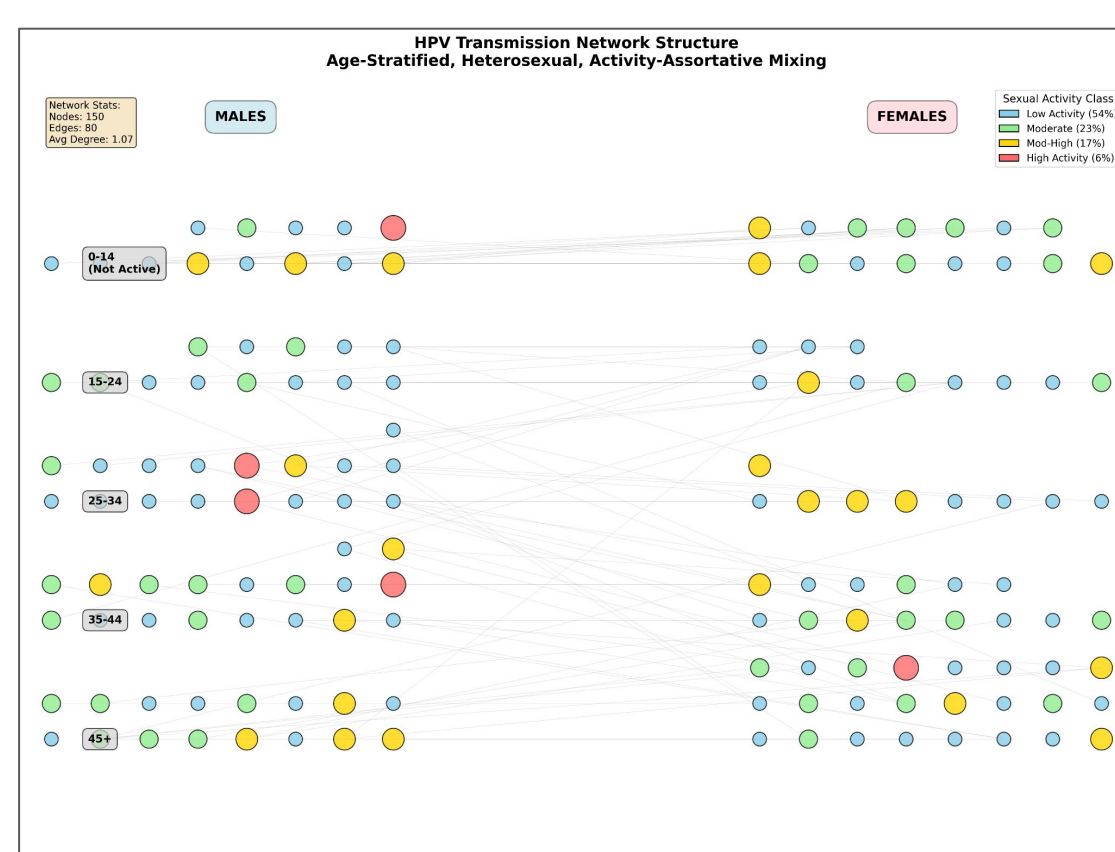 HPV Transmission Network Structure
Age-Stratified, Heterosexual, Activity-Assortative Mixing
Network Stats:
Nodes: 150
Edges: 80
Avg Degree: 1.07
MALES
FEMALES
Sexual Activity Class
Low Activity (54%
Moderate (23%)
Mod-High (17%)
High Activity (6%)
0-14
(Not Active)
15-24
25-34
35-44
45+